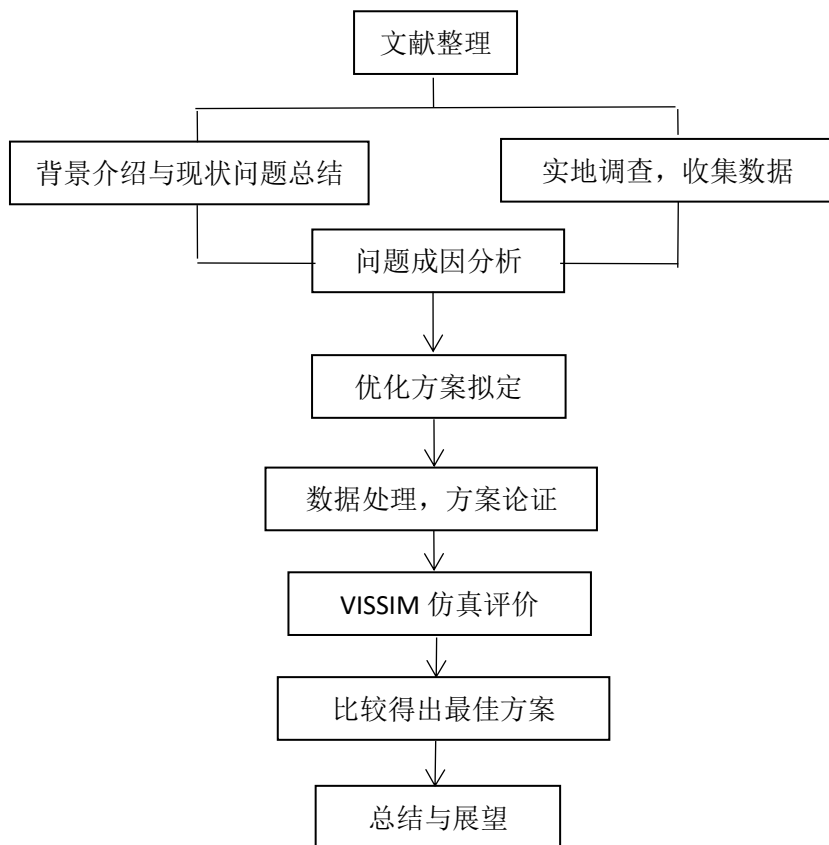 文献整理
背景介绍与现状问题总结
实地调查，收集数据
问题成因分析
优化方案拟定
数据处理，方案论证
VISSIM 仿真评价
比较得出最佳方案
总结与展望